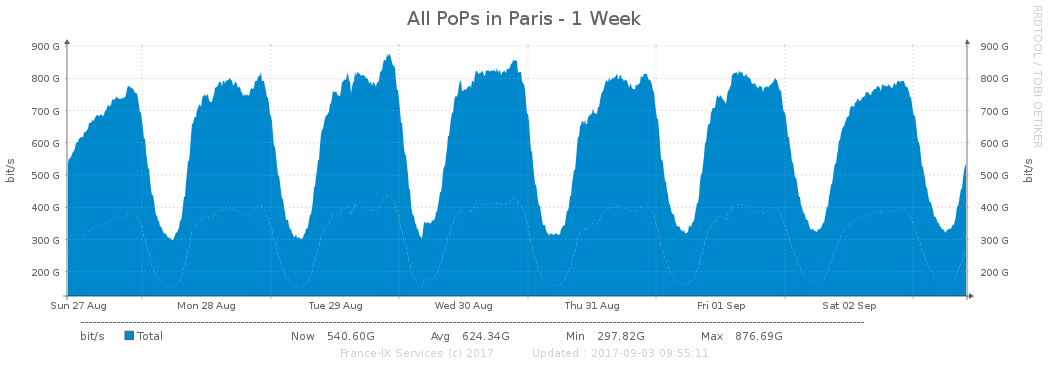 All PoPs in Paris - 1 Week
RRDTOOL / TOBI OETIKER
900 G 900 G
800 G 800 G
700 G 700 G
600 G 600 G
500 G 500 G
400 G 400 G
300 G 300 G
200 G 200 G
bit/s bit/s
Sun 27 Aug Mon 28 Aug Tue 29 Aug Wed 30 Aug Thu 31 Aug Fri 01 Sep Sat 02 Sep
bit/s Total Now 540.60G Avg 624.34G Min 297.82G Max 876.69G
France-IX Services (c) 2017 Updated : 2017-09-03 09:55:11